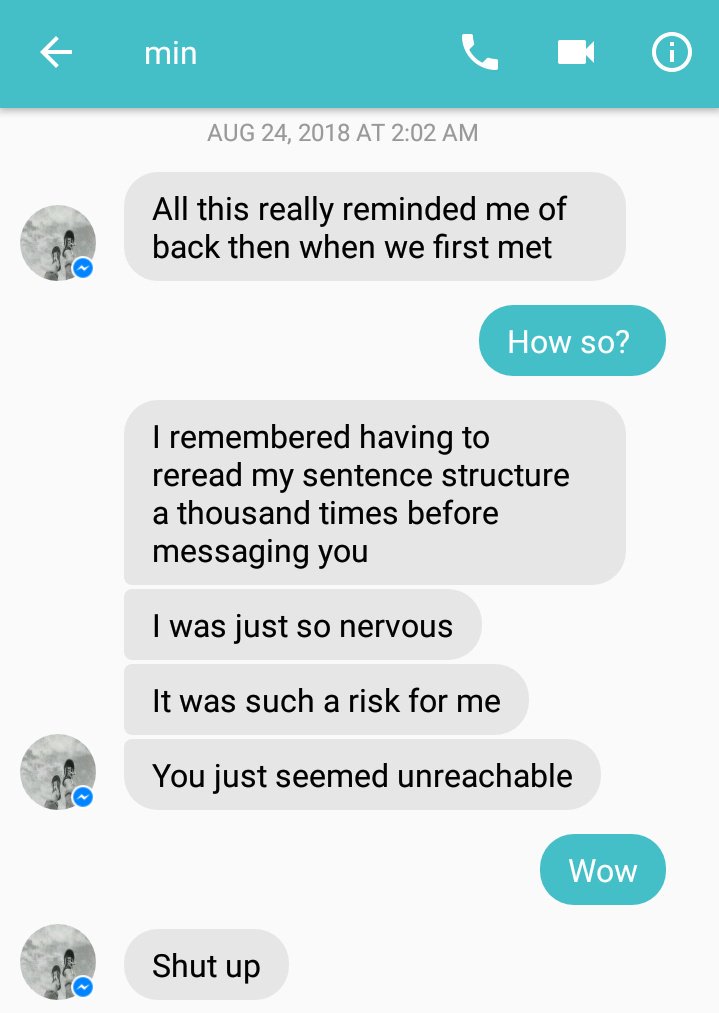 min
AUG 24, 2018 AT 2:02 AM
All this really reminded me of
back then when we first met
How so?
I remembered having to
reread my sentence structure
a thousand times before
messaging you
I was just so nervous
It was such a risk for me
You just seemed unreachable
Wow
Shut up